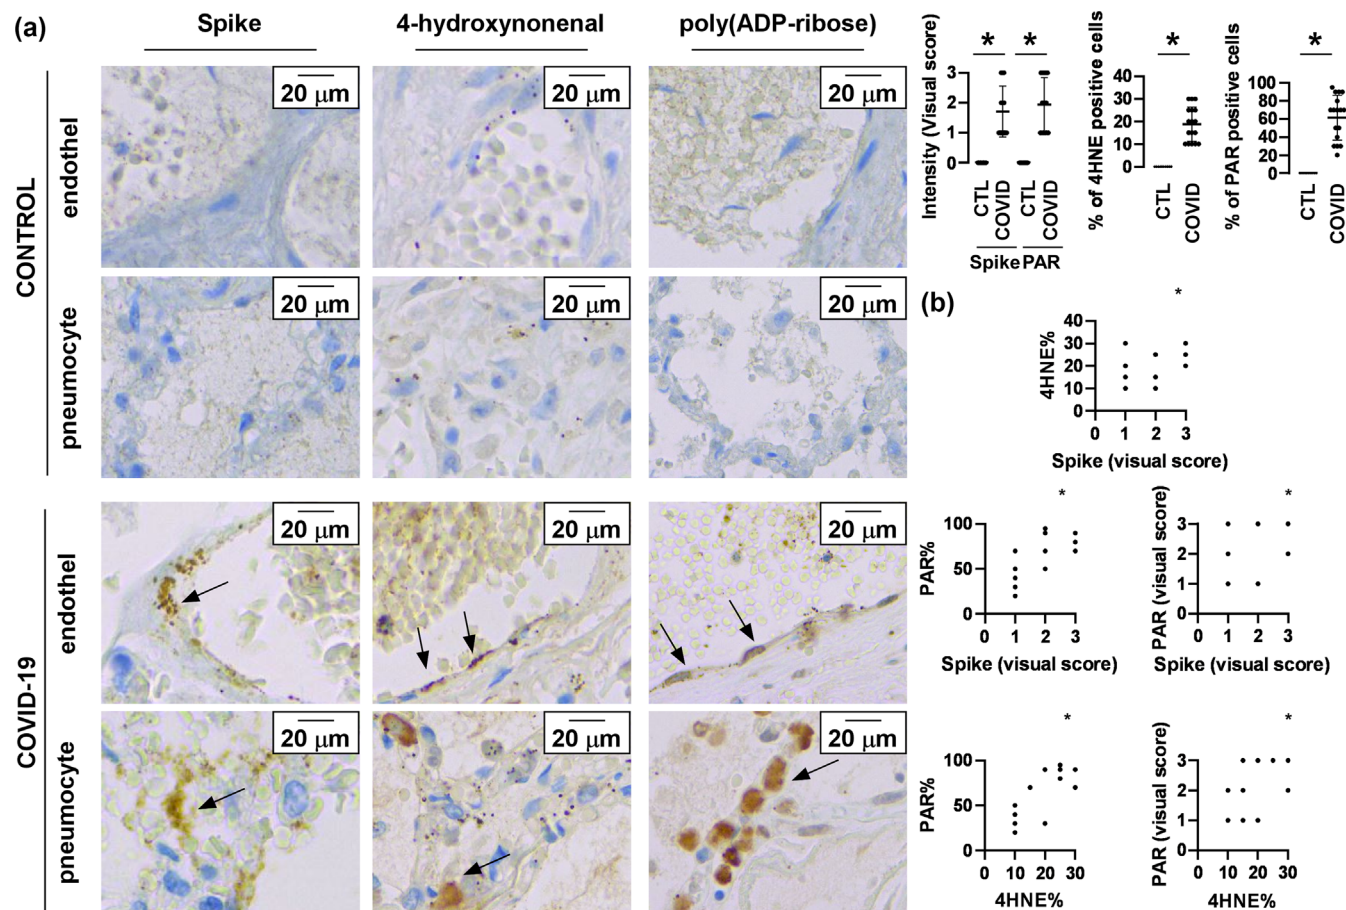 (a)
Spike
4-hydroxynonenal
poly(ADP-ribose)
CONTROL
endothel
20 μm
20 μm
20 μm
pneumocyte
20 μm
20 μm
20 μm
COVID-19
endothel
20 μm
20 μm
20 μm
pneumocyte
20 μm
20 μm
20 μm
Intensity (Visual score)
* *
3
2
1
0
CTL
COVID
CTL
COVID
Spike PAR
% of 4HNE positive cells
*
40
30
20
10
0
CTL
COVID
% of PAR positive cells
*
100
80
60
40
20
0
CTL
COVID
(b)
*
4HNE%
40
30
20
10
0
0 1 2 3
Spike (visual score)
*
PAR%
100
50
0
0 1 2 3
Spike (visual score)
*
PAR (visual score)
3
2
1
0
0 1 2 3
Spike (visual score)
*
PAR%
100
50
0
0 10 20 30
4HNE%
*
PAR (visual score)
3
2
1
0
0 10 20 30
4HNE%